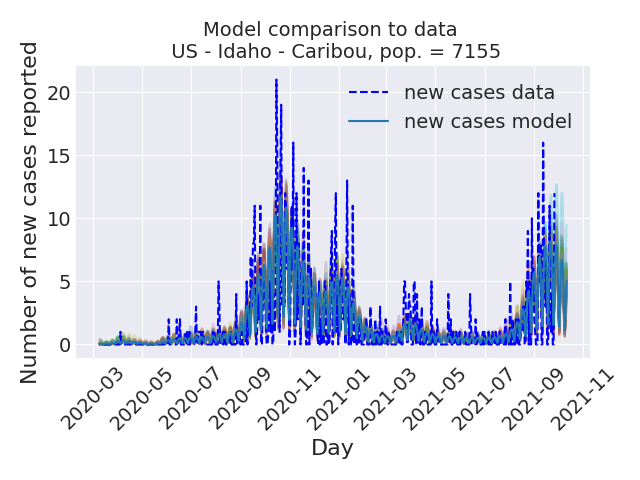 Model comparison to data
US - Idaho - Caribou, pop. = 7155
Number of new cases reported
20
15
10
5
0
new cases data
new cases model
2020-03
2020-05
2020-07
2020-09
2020-11
2021-01
2021-03
2021-05
2021-07
2021-09
2021-11
Day